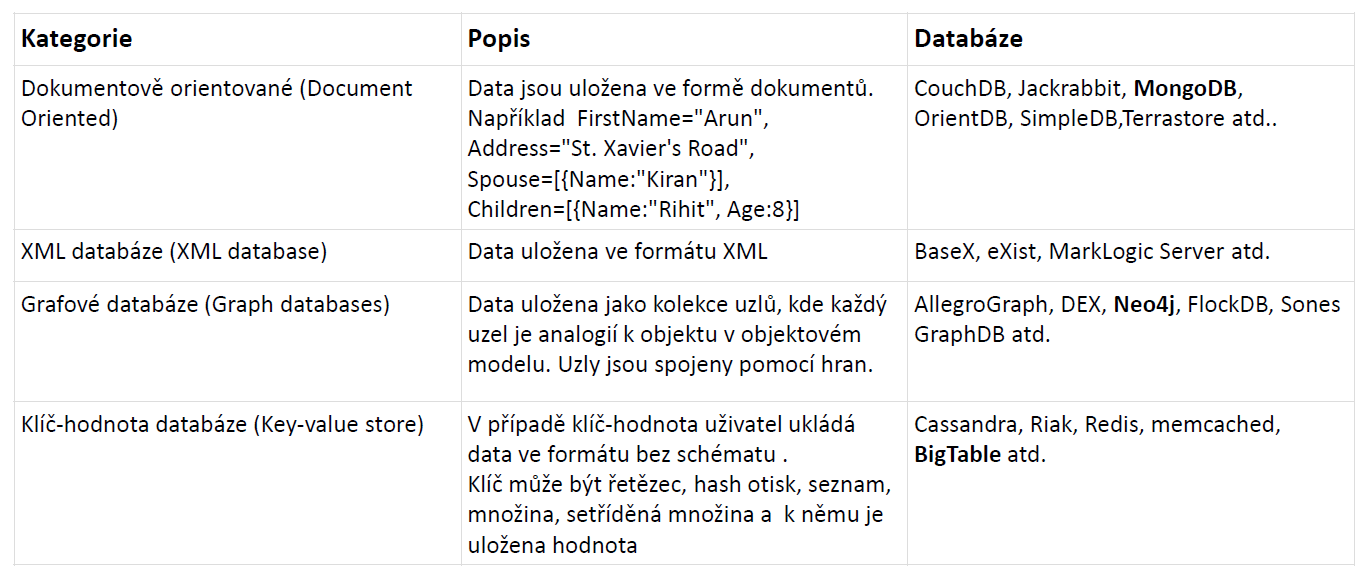 Kategorie
Popis
Databáze
Dokumentově orientované (Document
Oriented)
Data jsou uložena ve formě dokumentů.
Například  FirstName="Arun",
Address="St. Xavier's Road",
Spouse=[{Name:"Kiran"}],
Children=[{Name:"Rihit", Age:8}]
CouchDB, Jackrabbit, MongoDB,
OrientDB, SimpleDB,Terrastore atd..
XML databáze (XML database)
Data uložena ve formátu XML
BaseX, eXist, MarkLogic Server atd.
Grafové databáze (Graph databases)
Data uložena jako kolekce uzlů, kde každý
uzel je analogií k objektu v objektovém
modelu. Uzly jsou spojeny pomocí hran.
AllegroGraph, DEX, Neo4j, FlockDB, Sones
GraphDB atd.
Klíč-hodnota databáze (Key-value store)
V případě klíč-hodnota uživatel ukládá
data ve formátu bez schématu .
Klíč může být řetězec, hash otisk, seznam,
množina, setříděná množina a  k němu je
uložena hodnota
Cassandra, Riak, Redis, memcached,
BigTable atd.